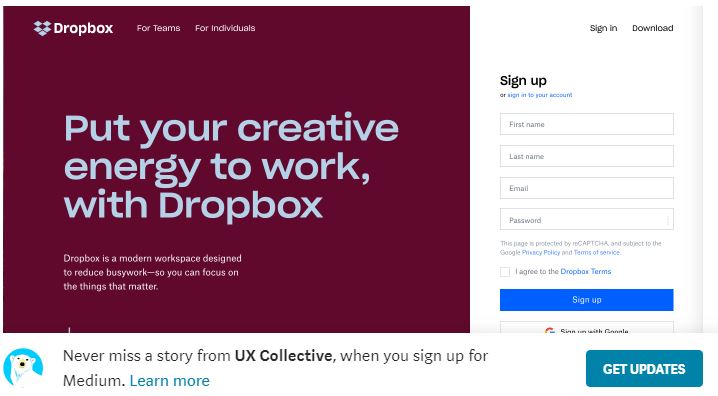 Dropbox For Teams For Individuals Sign in Download
Sign up
or sign in to your account
Put your creative
energy to work,
with Dropbox
Dropbox is a modern workspace designed
to reduce busywork—so you can focus on
the things that matter.
First name
Last name
Email
Password
This page is protected by reCAPTCHA, and subject to the
Google Privacy Policy and Terms of service.
I agree to the Dropbox Terms
Sign up
Sign up with Google
Never miss a story from UX Collective, when you sign up for
Medium. Learn more
GET UPDATES